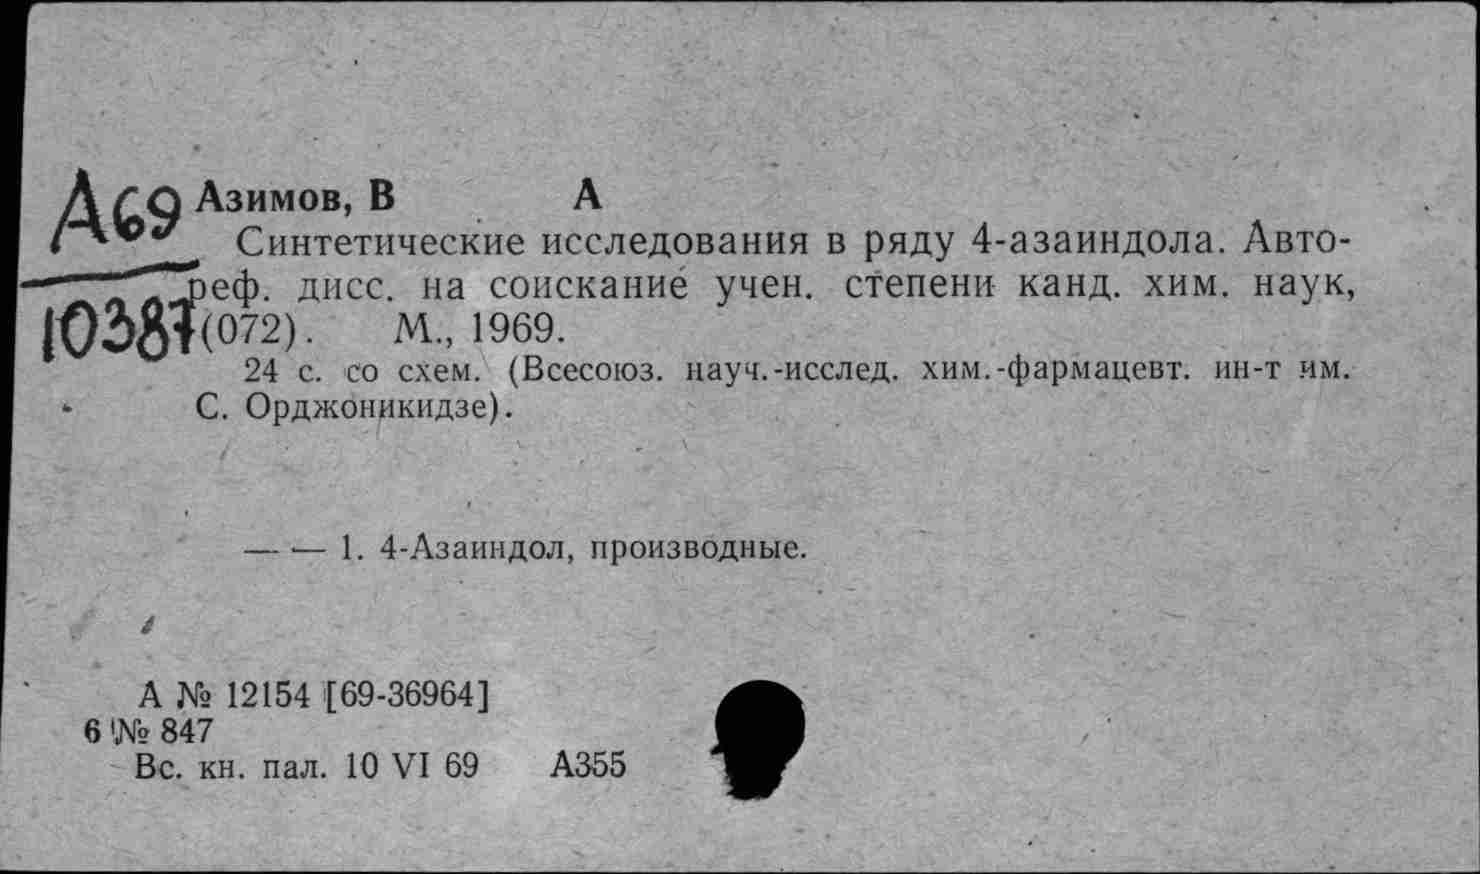 А69
10387
Азимов, В А
Синтетические исследования в ряду 4-азаиндола. Авто-
реф. дисс. на соискание учен. степени канд. хим. наук,
(072). М., 1969.
24 с. со схем. (Всесоюз. науч.-исслед. хим.-фармацевт. ин-т им.
С. Орджоникидзе).
— — 1. 4-Азаиндол, производные.
А № 12154 [69-36964]
6 № 847
Вс. кн. пал. 10 VI 69 А355